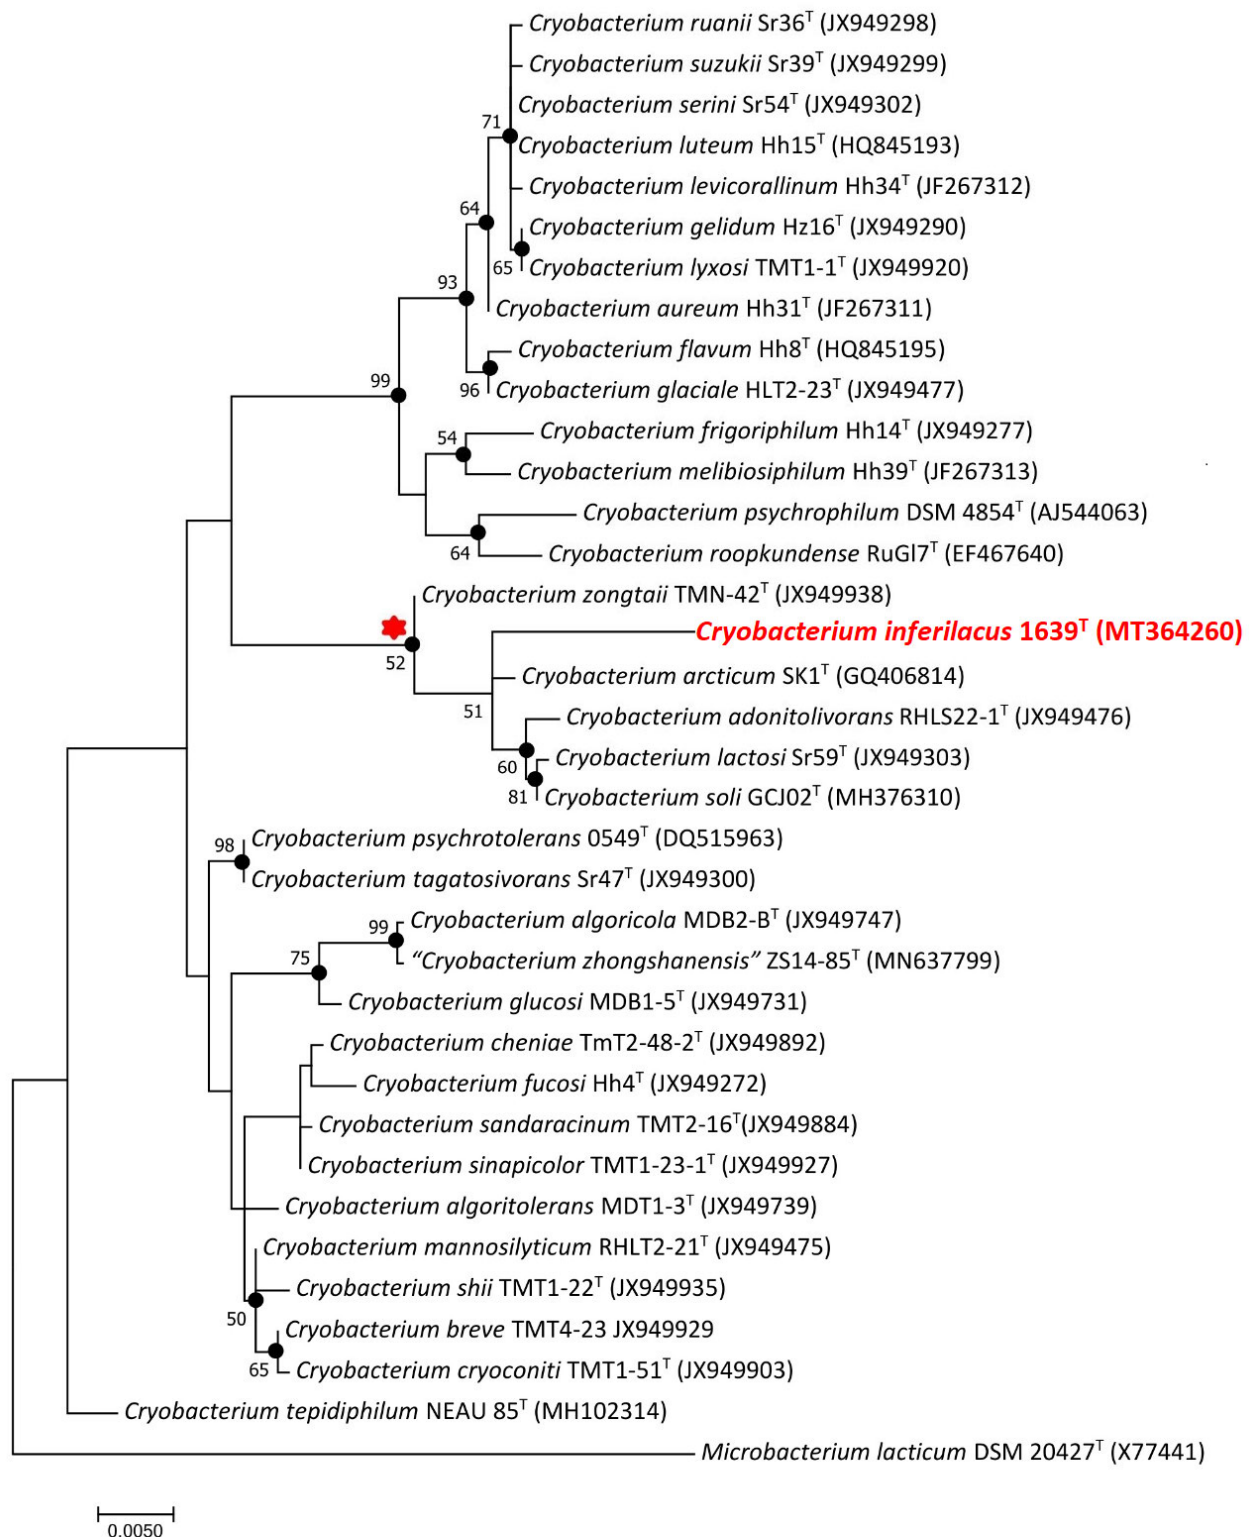 Cryobacterium ruanii Sr36ᵀ (JX949298)
Cryobacterium suzukii Sr39ᵀ (JX949299)
Cryobacterium serini Sr54ᵀ (JX949302)
71
Cryobacterium luteum Hh15ᵀ (HQ845193)
Cryobacterium levicorallinum Hh34ᵀ (JF267312)
64
Cryobacterium gelidum Hz16ᵀ (JX949290)
65
Cryobacterium lyxosi TMT1-1ᵀ (JX949920)
93
Cryobacterium aureum Hh31ᵀ (JF267311)
Cryobacterium flavum Hh8ᵀ (HQ845195)
99
96
Cryobacterium glaciale HLT2-23ᵀ (JX949477)
Cryobacterium frigoriphilum Hh14ᵀ (JX949277)
54
Cryobacterium melibiosiphilum Hh39ᵀ (JF267313)
Cryobacterium psychrophilum DSM 4854ᵀ (AJ544063)
64
Cryobacterium roopkundense RuGl7ᵀ (EF467640)
Cryobacterium zongtaii TMN-42ᵀ (JX949938)
Cryobacterium inferilacus 1639ᵀ (MT364260)
52
Cryobacterium arcticum SK1ᵀ (GQ406814)
51
Cryobacterium adonitolivorans RHLS22-1ᵀ (JX949476)
60
Cryobacterium lactosi Sr59ᵀ (JX949303)
81
Cryobacterium soli GCJ02ᵀ (MH376310)
Cryobacterium psychrotolerans 0549ᵀ (DQ515963)
98
Cryobacterium tagatosivorans Sr47ᵀ (JX949300)
Cryobacterium algoricola MDB2-Bᵀ (JX949747)
99
75
“Cryobacterium zhongshanensis” ZS14-85ᵀ (MN637799)
Cryobacterium glucosi MDB1-5ᵀ (JX949731)
Cryobacterium cheniae TmT2-48-2ᵀ (JX949892)
Cryobacterium fucosi Hh4ᵀ (JX949272)
Cryobacterium sandaracinum TMT2-16ᵀ(JX949884)
Cryobacterium sinapicolor TMT1-23-1ᵀ (JX949927)
Cryobacterium algoritolerans MDT1-3ᵀ (JX949739)
Cryobacterium mannosilyticum RHLT2-21ᵀ (JX949475)
Cryobacterium shii TMT1-22ᵀ (JX949935)
50
Cryobacterium breve TMT4-23 JX949929
65
Cryobacterium cryoconiti TMT1-51ᵀ (JX949903)
Cryobacterium tepidiphilum NEAU 85ᵀ (MH102314)
Microbacterium lacticum DSM 20427ᵀ (X77441)
0.0050